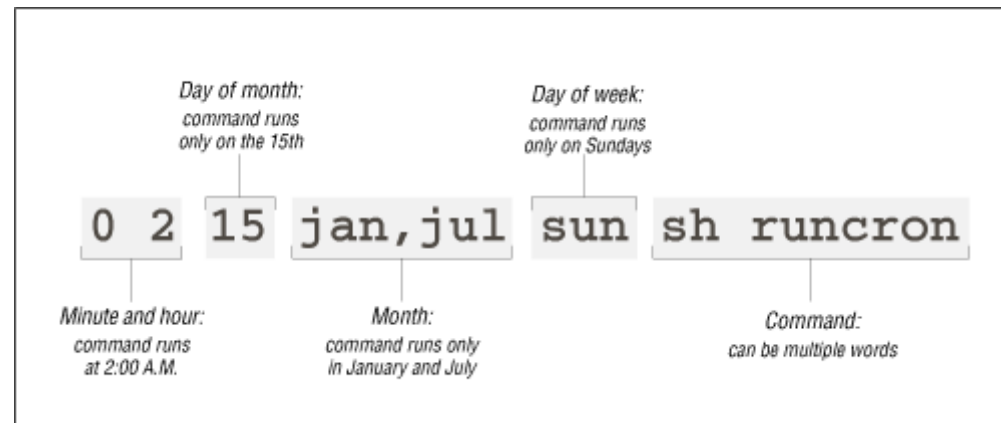 Day of month:
command runs
only on the 15th
Day of week:
command runs
only on Sundays
0 2 15 jan,jul sun sh runcron
Minute and hour:
command runs
at 2:00 A.M.
Month:
command runs only
in January and July
Command:
can be multiple words